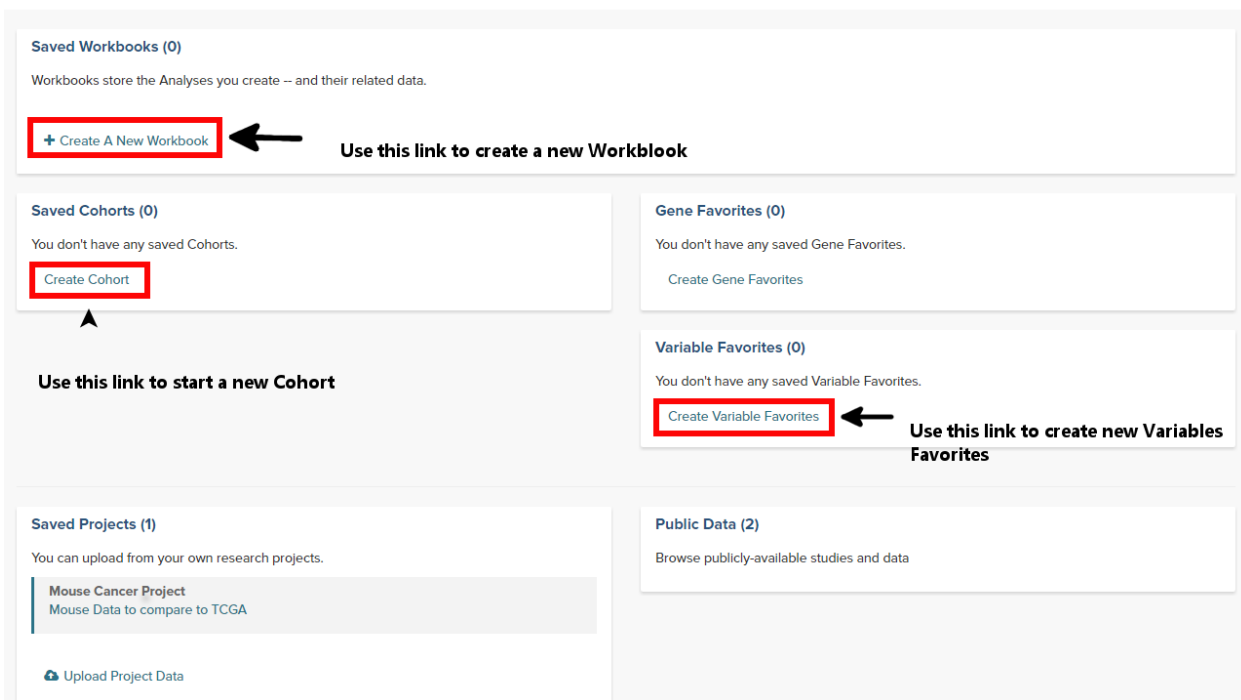 Saved Workbooks (0)
Workbooks store the Analyses you create -- and their related data.
+ Create A New Workbook
Use this link to create a new Workblook
Saved Cohorts (0)
You don't have any saved Cohorts.
Create Cohort
Use this link to start a new Cohort
Gene Favorites (0)
You don't have any saved Gene Favorites.
Create Gene Favorites
Variable Favorites (0)
You don't have any saved Variable Favorites.
Create Variable Favorites
Use this link to create new Variables
Favorites
Saved Projects (1)
You can upload from your own research projects.
Mouse Cancer Project
Mouse Data to compare to TCGA
Upload Project Data
Public Data (2)
Browse publicly-available studies and data